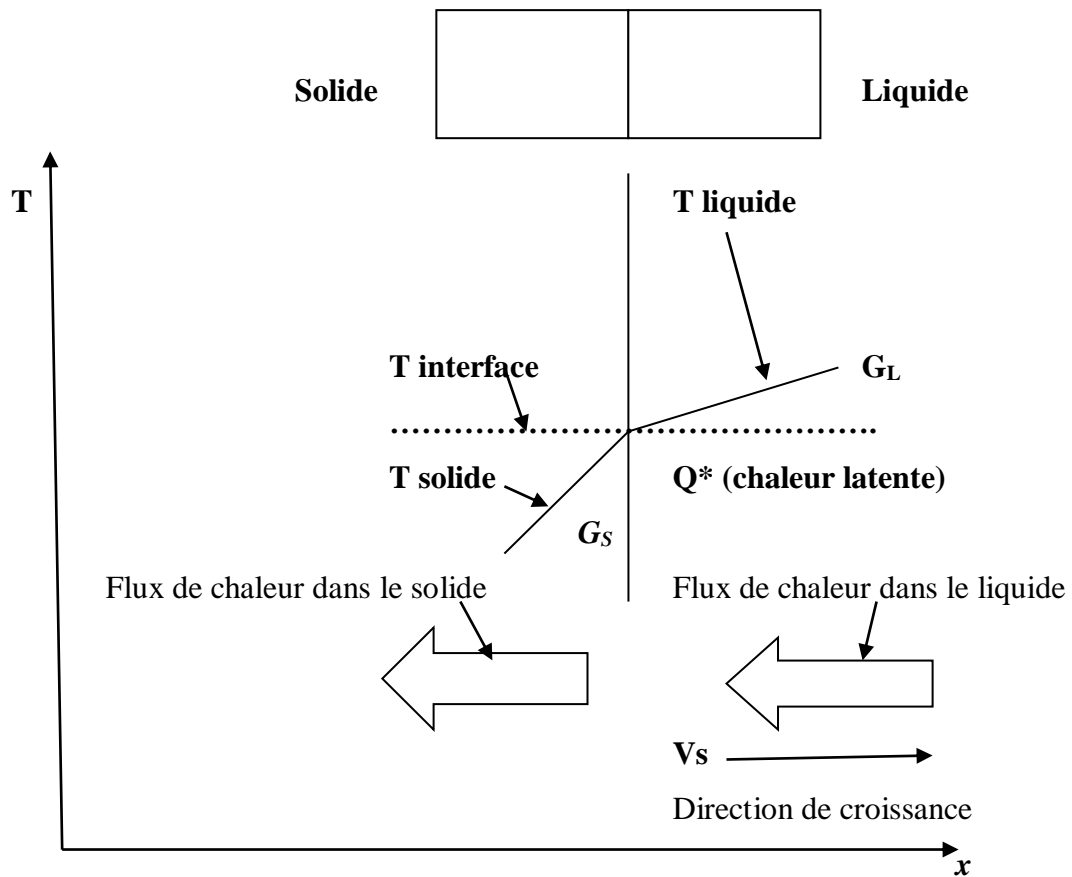 Solide
Liquide
T
T liquide
T interface
G_L
T solide
Q* (chaleur latente)
G_S
Flux de chaleur dans le solide
Flux de chaleur dans le liquide
Vs
Direction de croissance
x